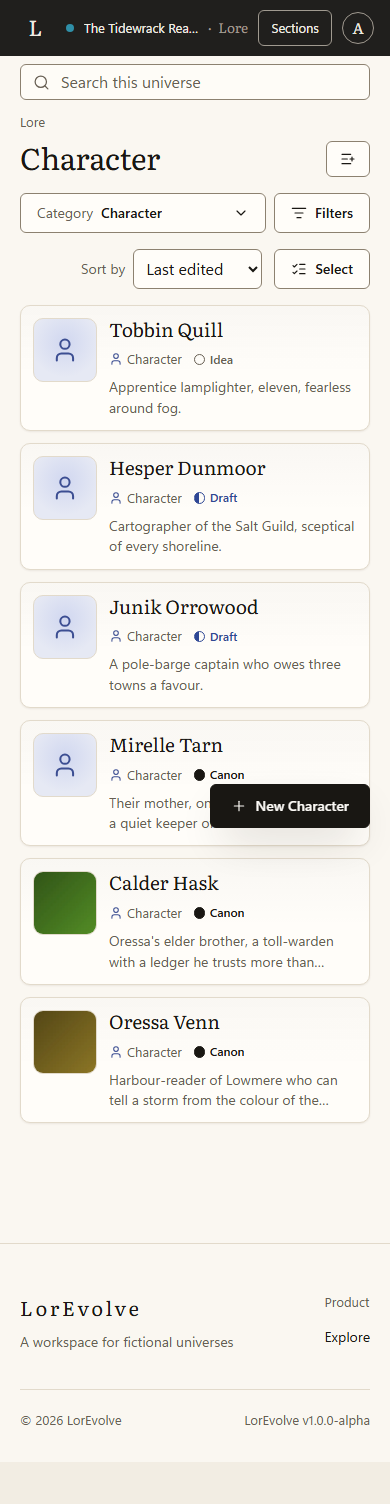 L
The Tidewrack Rea... · Lore
Sections
A
Search this universe
Lore
Character
Category Character
Filters
Sort by
Last edited
Select
Tobbin Quill
Character
Idea
Apprentice lamplighter, eleven, fearless
around fog.
Hesper Dunmoor
Character
Draft
Cartographer of the Salt Guild, sceptical
of every shoreline.
Junik Orrowood
Character
Draft
A pole-barge captain who owes three
towns a favour.
Mirelle Tarn
Character
Canon
Their mother,
a quiet keeper
New Character
Calder Hask
Character
Canon
Oressa's elder brother, a toll-warden
with a ledger he trusts more than...
Oressa Venn
Character
Canon
Harbour-reader of Lowmere who can
tell a storm from the colour of the...
LorEvolve
A workspace for fictional universes
Product
Explore
© 2026 LorEvolve
LorEvolve v1.0.0-alpha